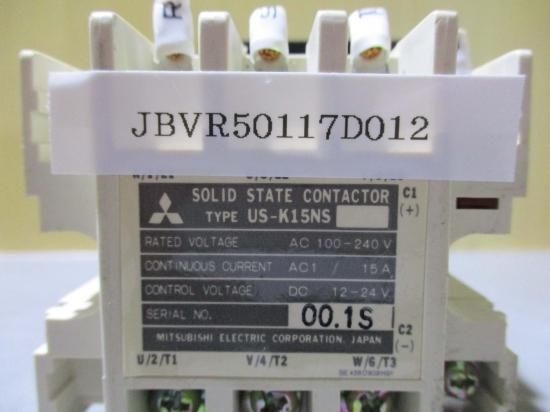 R S T
JBVR50117D012
SOLID STATE CONTACTOR
TYPE US-K15NS
C1
(+)
RATED VOLTAGE AC 100-240 V
CONTINUOUS CURRENT AC1 / 15 A
CONTROL VOLTAGE DC 12-24 V
SERIAL NO. 00.1S
C2
(-)
MITSUBISHI ELECTRIC CORPORATION, JAPAN
U/2/T1 V/4/T2 W/6/T3